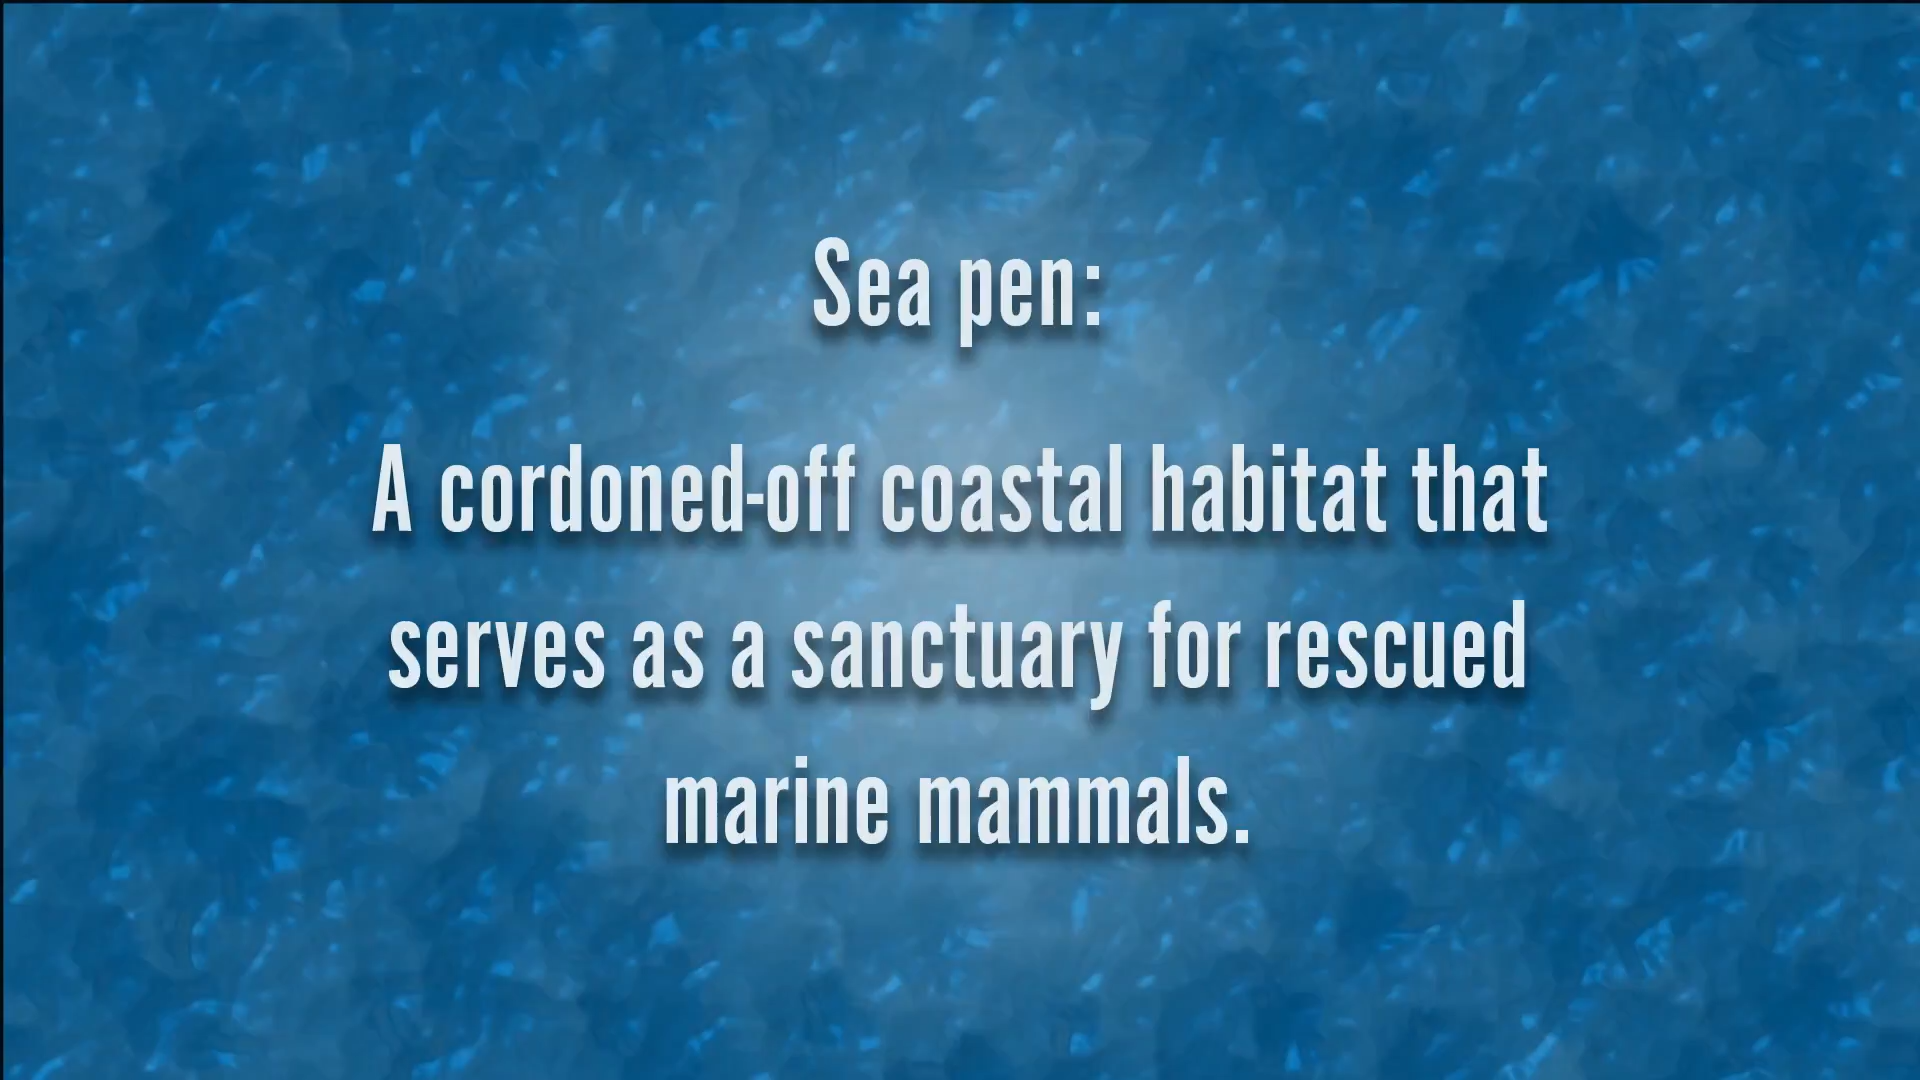 Sea pen:
A cordoned-off coastal habitat that
serves as a sanctuary for rescued
marine mammals.